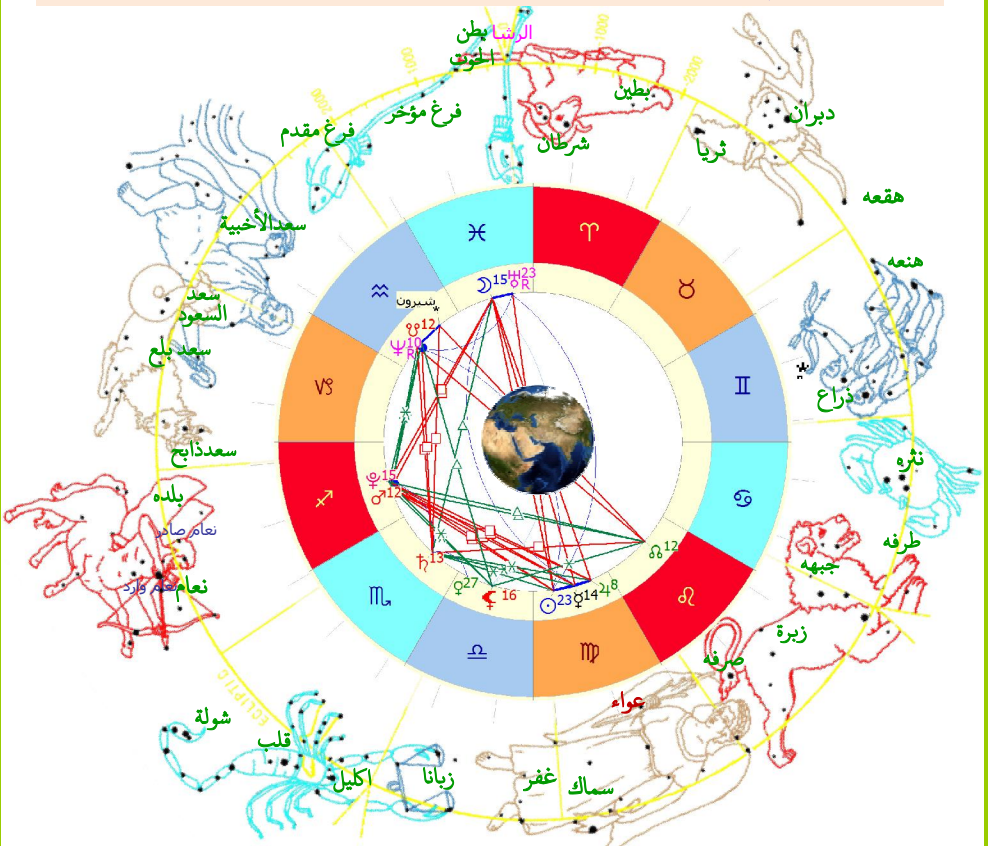 بطن الرشا
الحوت
1000
1000
2000
2000
بطين
شرطان
دبران
ثريا
هقعه
هنعه
ذراع
نثره
طرفه
جبهه
زبرة
صرفه
عواء
سماك
غفر
زبانا
اكليل
قلب
شولة
ECLIPTIC
نعام
نعام صادر
بلده
سعدذابح
سعد بلع
سعد
السعود
سعدالأخبية
فرغ مقدم
فرغ مؤخر
♈
♉
♊
♋
♌
♍
♎
♏
♐
♑
♒
♓
شيرون
*
☽15
♅23
R
☋12
♆10
R
♇15
♂12
♄13
♀27
⚸16
☉23
☿14
♃8
☊12